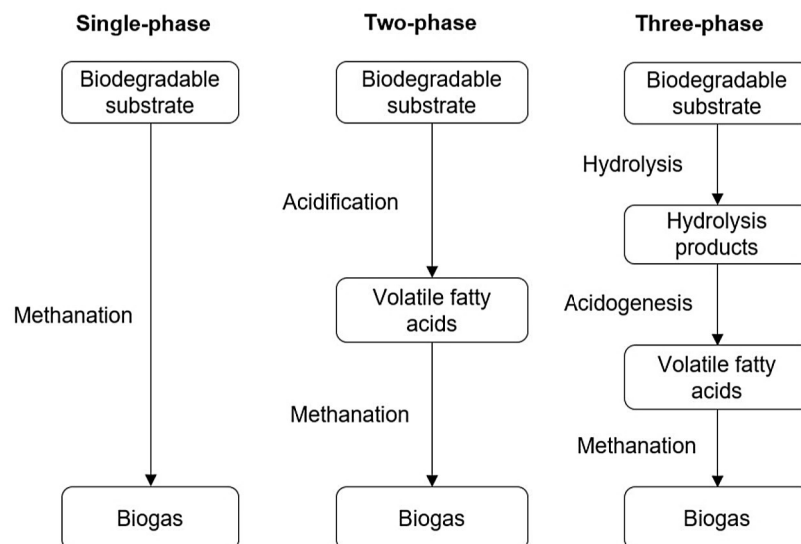 Single-phase
Two-phase
Three-phase
Biodegradable
substrate
Biodegradable
substrate
Biodegradable
substrate
Hydrolysis
Acidification
Hydrolysis
products
Methanation
Volatile fatty
acids
Acidogenesis
Volatile fatty
acids
Methanation
Methanation
Biogas
Biogas
Biogas